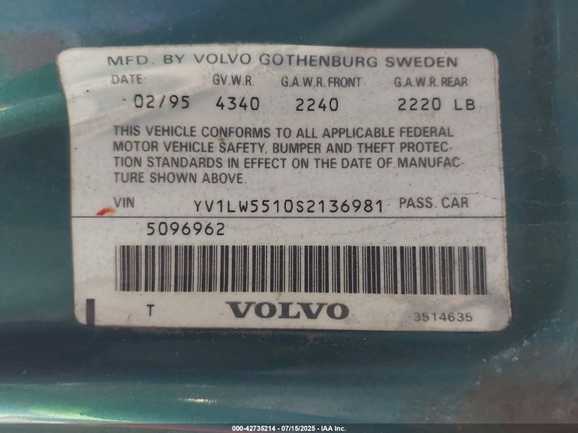 MFD. BY VOLVO GOTHENBURG SWEDEN
DATE: G.V.W.R. G.A.W.R. FRONT G.A.W.R. REAR
02/95 4340 2240 2220 LB
THIS VEHICLE CONFORMS TO ALL APPLICABLE FEDERAL
MOTOR VEHICLE SAFETY, BUMPER AND THEFT PROTEC-
TION STANDARDS IN EFFECT ON THE DATE OF MANUFAC-
TURE SHOWN ABOVE.
VIN YV1LW5510S2136981 PASS. CAR
5096962
T VOLVO 3514635
000-42735214 - 07/15/2025 - IAA Inc.